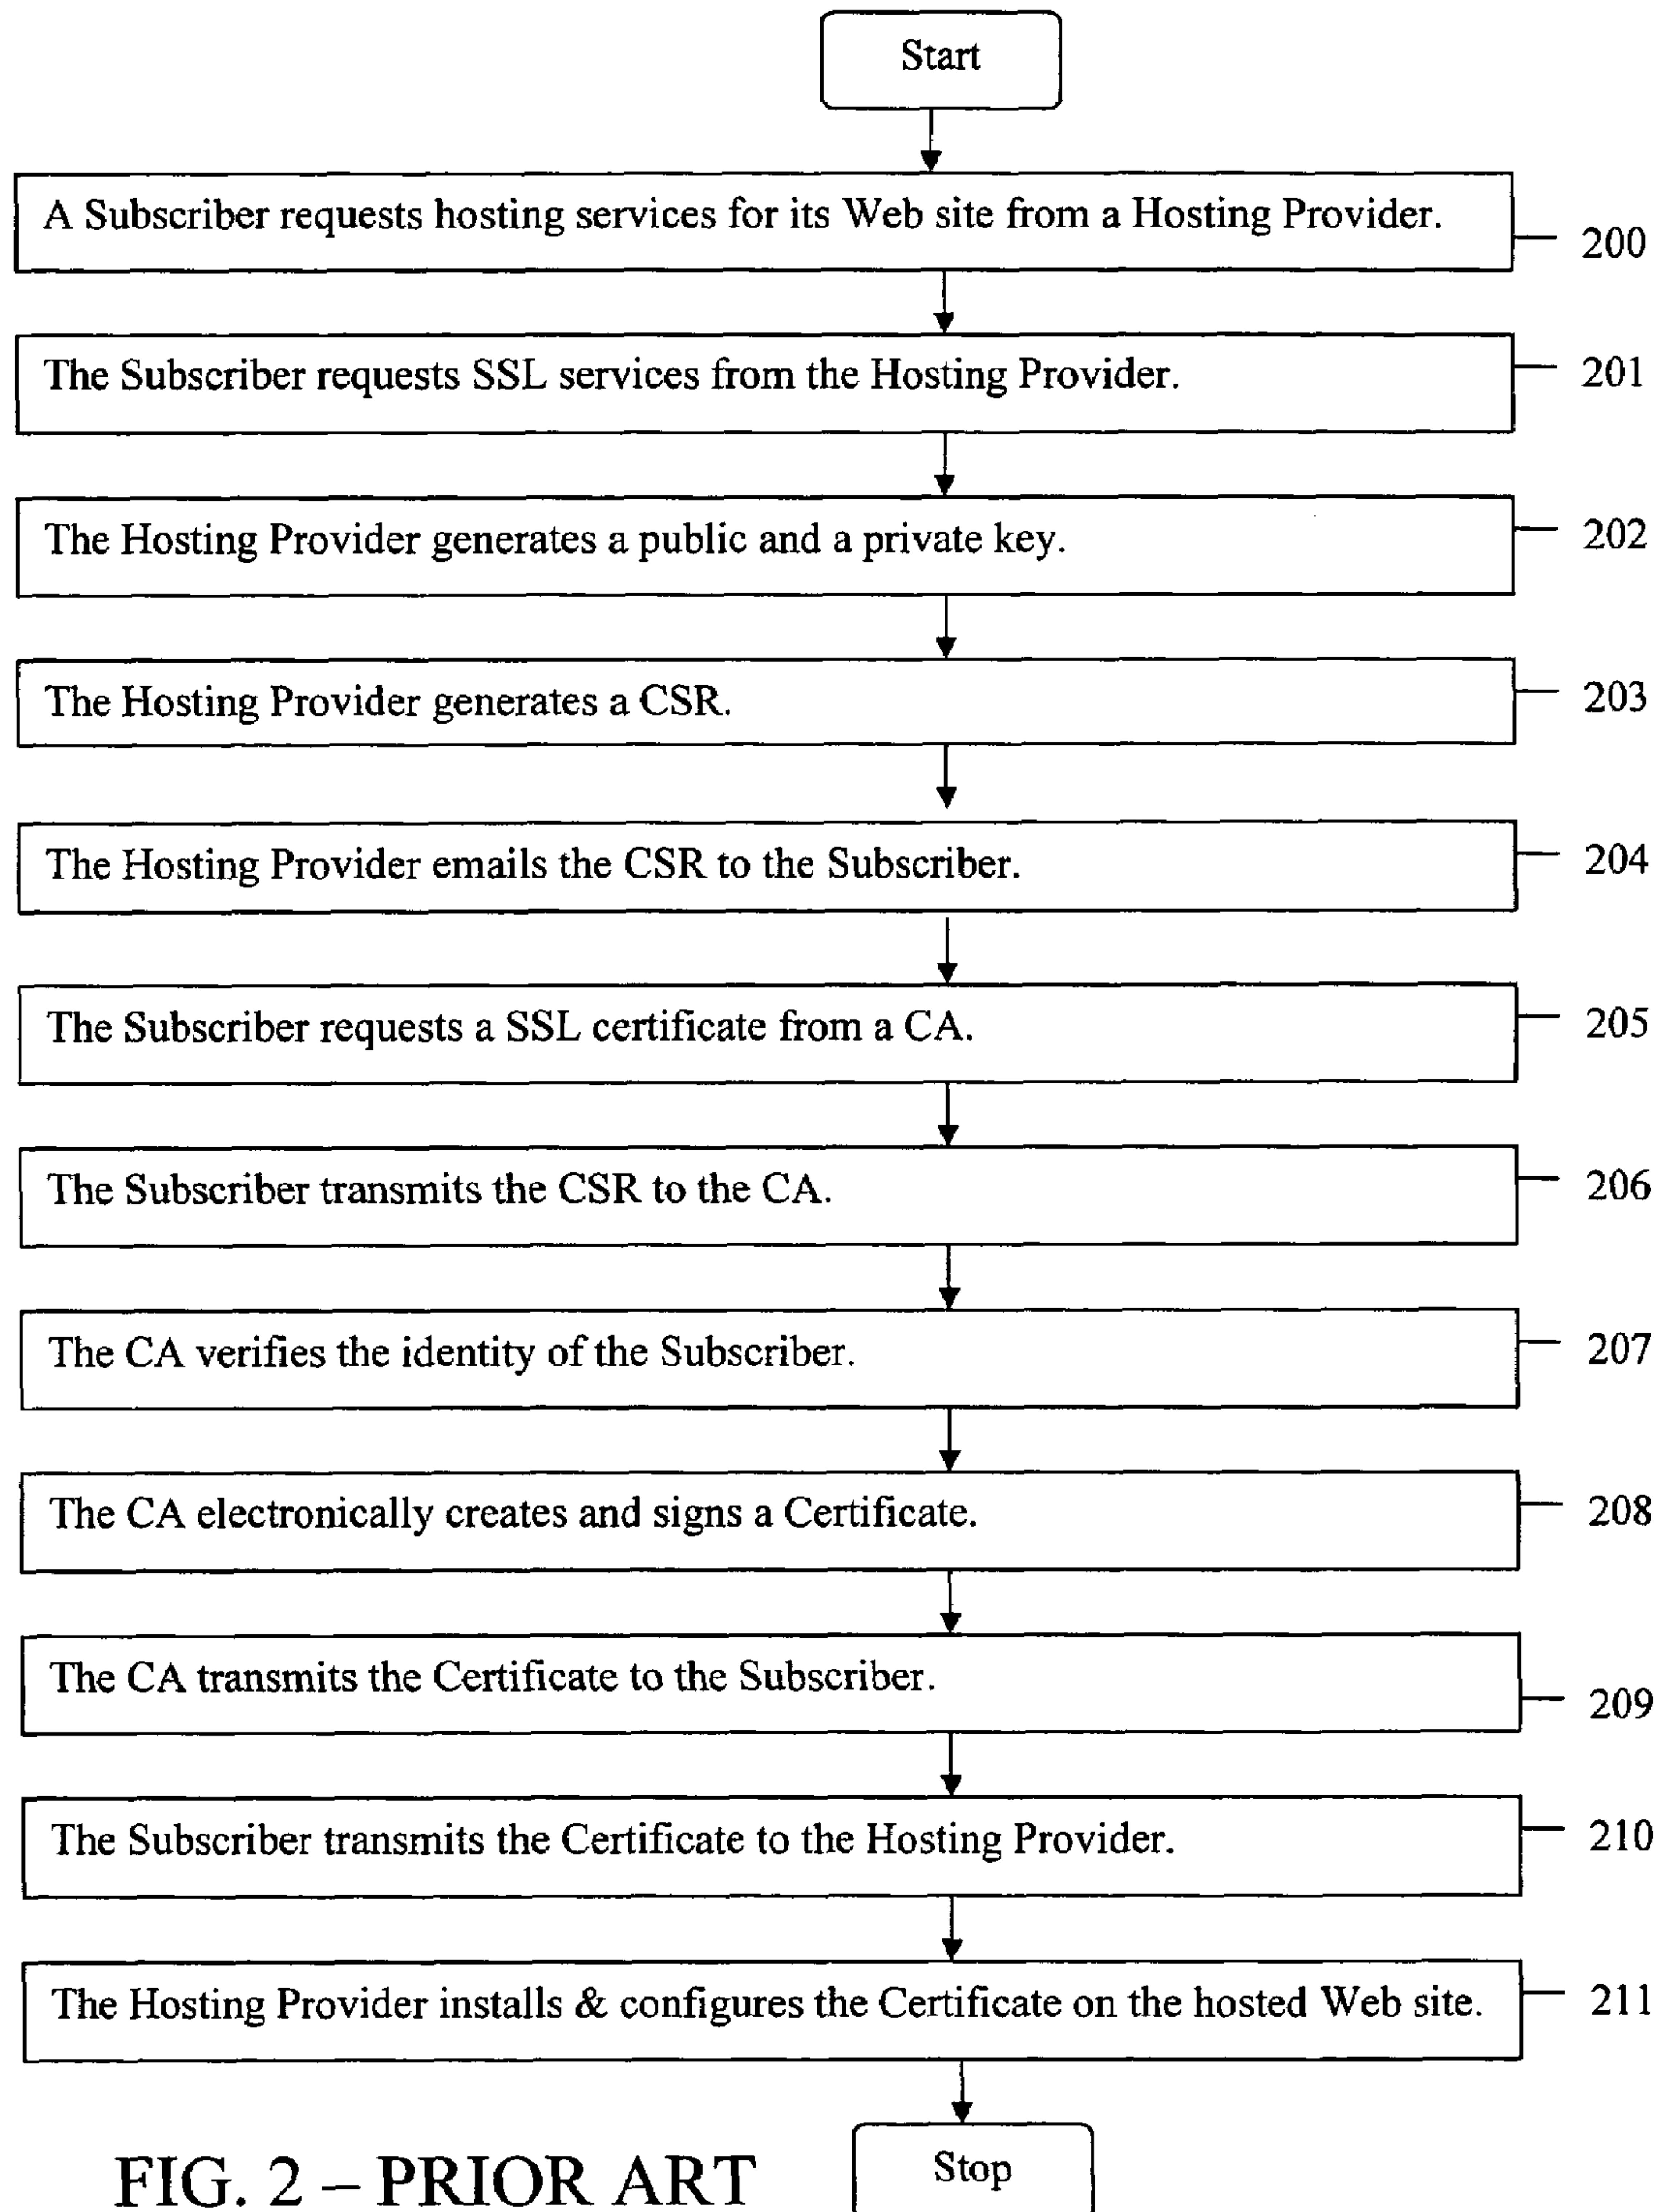 Start
A Subscriber requests hosting services for its Web site from a Hosting Provider.
200
The Subscriber requests SSL services from the Hosting Provider.
201
The Hosting Provider generates a public and a private key.
202
The Hosting Provider generates a CSR.
203
The Hosting Provider emails the CSR to the Subscriber.
204
The Subscriber requests a SSL certificate from a CA.
205
The Subscriber transmits the CSR to the CA.
206
The CA verifies the identity of the Subscriber.
207
The CA electronically creates and signs a Certificate.
208
The CA transmits the Certificate to the Subscriber.
209
The Subscriber transmits the Certificate to the Hosting Provider.
210
The Hosting Provider installs & configures the Certificate on the hosted Web site.
211
Stop
FIG. 2 – PRIOR ART